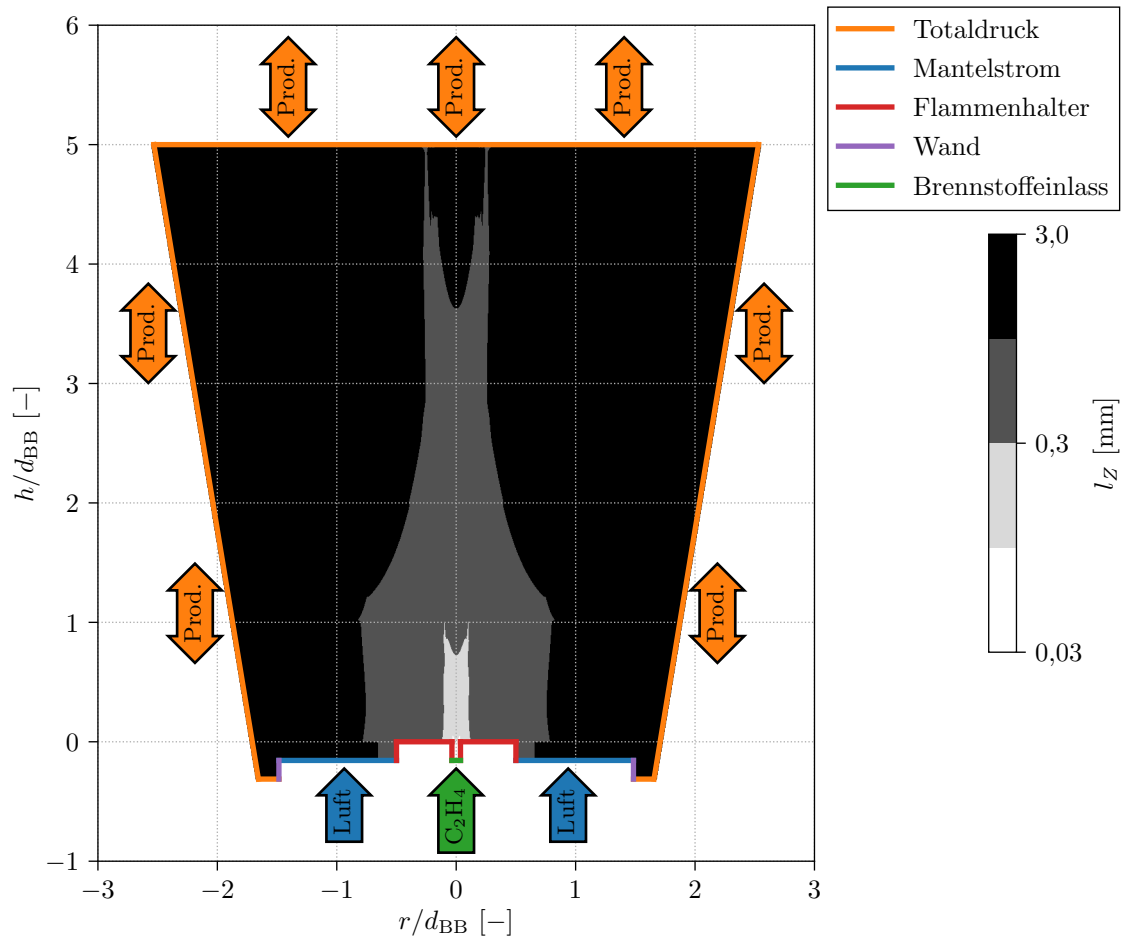 6
5
4
3
2
1
0
−1
h/d_BB [−]
−3
−2
−1
0
1
2
3
r/d_BB [−]
Prod.
Prod.
Prod.
Prod.
Prod.
Prod.
Prod.
Luft
C₂H₄
Luft
Totaldruck
Mantelstrom
Flammenhalter
Wand
Brennstoffeinlass
3,0
0,3
0,03
l_Z [mm]